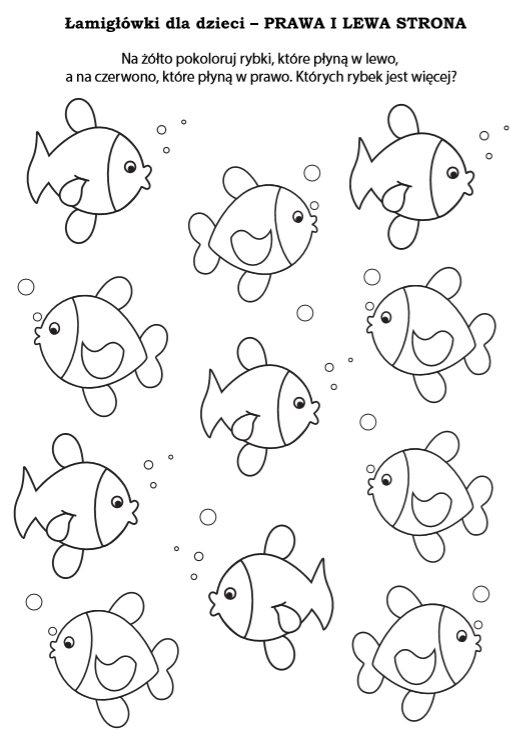 Łamigłówki dla dzieci – PRAWA I LEWA STRONA
Na żółto pokoloruj rybki, które płyną w lewo,
a na czerwono, które płyną w prawo. Których rybek jest więcej?